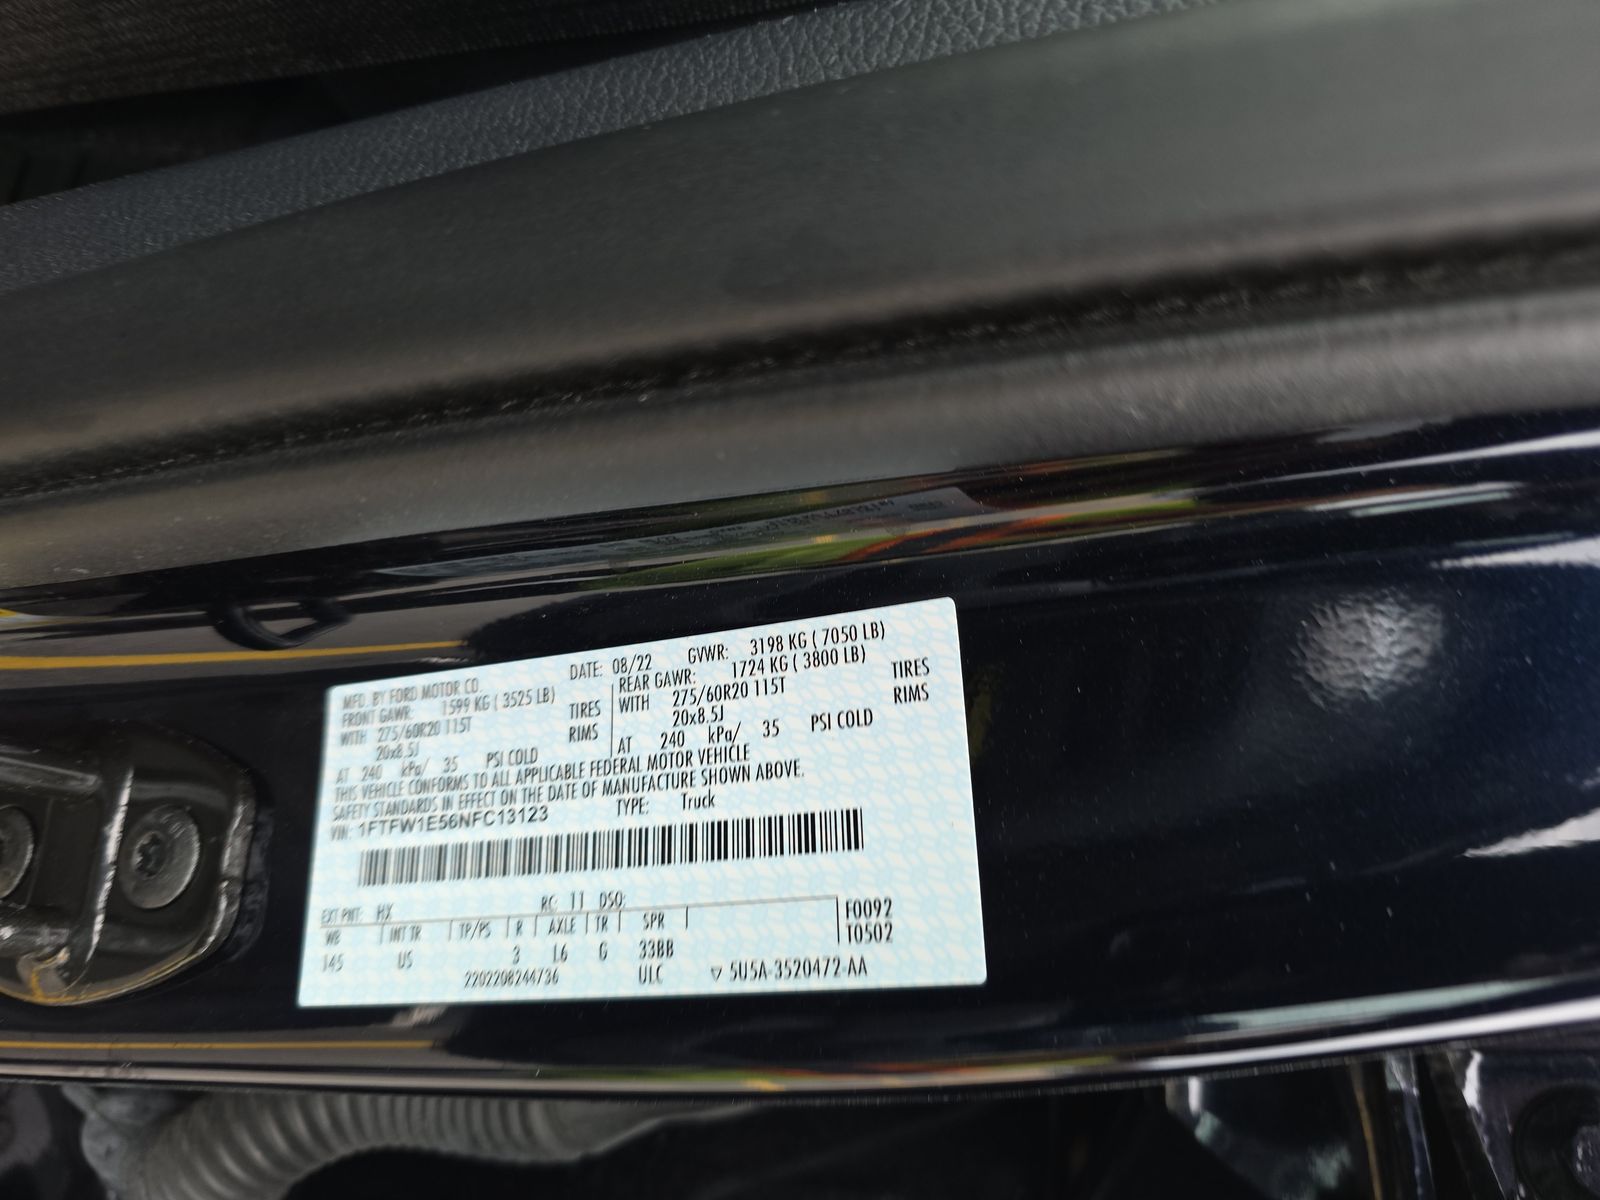 MFD. BY FORD MOTOR CO.
DATE: 08/22 GVWR: 3198 KG ( 7050 LB)
FRONT GAWR: 1599 KG ( 3525 LB)
WITH 275/60R20 115T TIRES
20x8.5J RIMS
AT 240 kPa/ 35 PSI COLD
REAR GAWR: 1724 KG ( 3800 LB)
WITH 275/60R20 115T TIRES
20x8.5J RIMS
AT 240 kPa/ 35 PSI COLD
THIS VEHICLE CONFORMS TO ALL APPLICABLE FEDERAL MOTOR VEHICLE
SAFETY STANDARDS IN EFFECT ON THE DATE OF MANUFACTURE SHOWN ABOVE.
VIN: 1FTFW1E56NFC13123 TYPE: Truck
EXT PNT: HX RC: 11 DSO:
WB INT TR TP/PS R AXLE TR SPR F0092
145 US 3 L6 G 33BB T0502
2202208244736 ULC ▽ 5U5A-3520472-AA